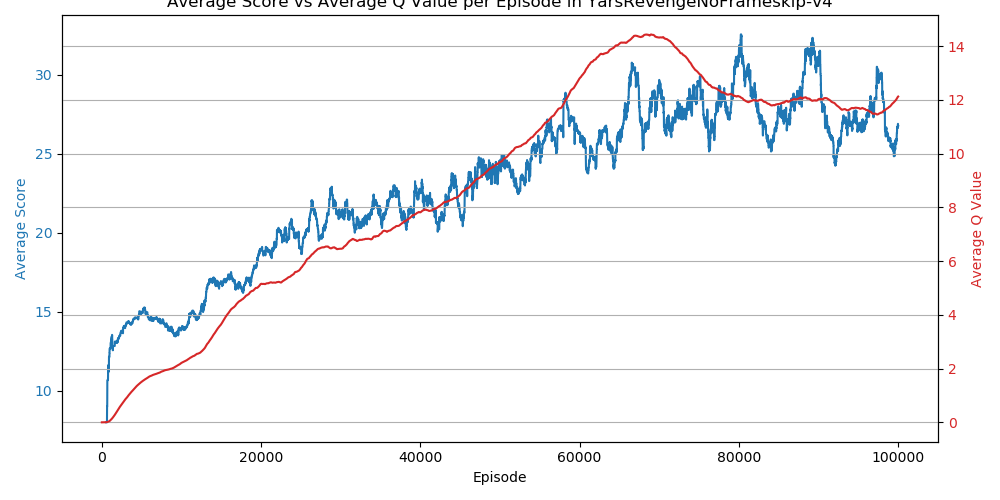 Average Score vs Average Q Value per Episode in YarsRevengeNoFrameskip-v4
30
25
20
15
10
Average Score
14
12
10
8
6
4
2
0
Average Q Value
0 20000 40000 60000 80000 100000
Episode